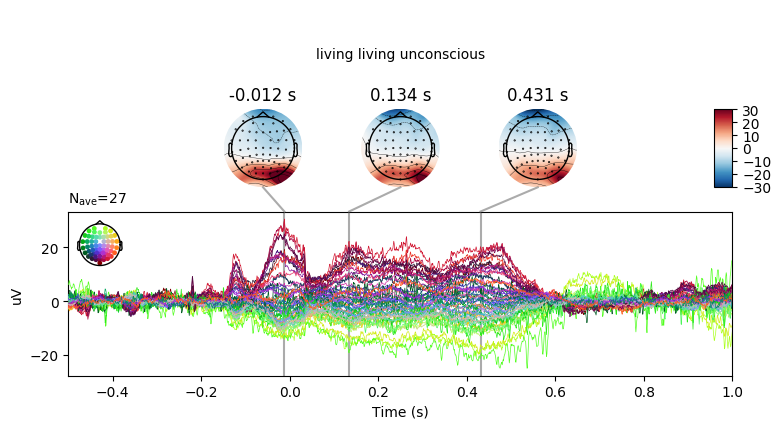 living living unconscious
-0.012 s 0.134 s 0.431 s
30
20
10
0
−10
−20
−30
Nave=27
20
0
−20
uV
−0.4 −0.2 0.0 0.2 0.4 0.6 0.8 1.0
Time (s)